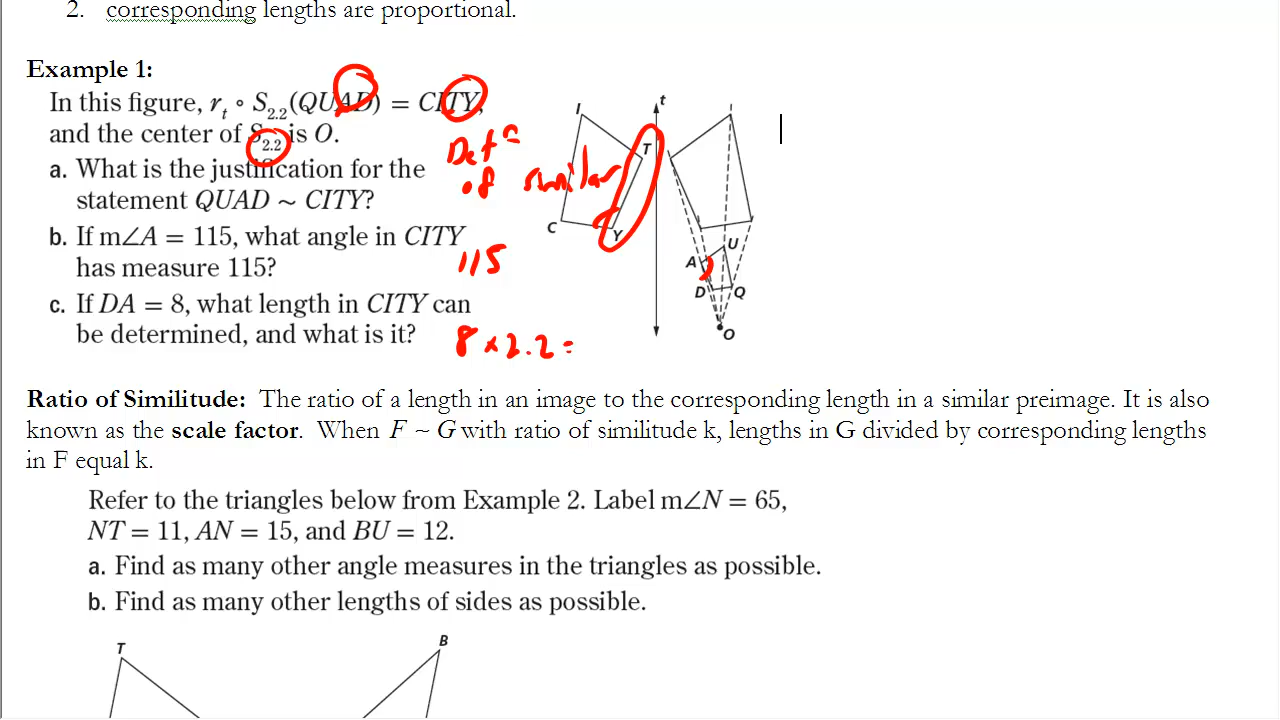 2. corresponding lengths are proportional.
Example 1:
In this figure, r_t ∘ S_2.2(QUAD) = CITY,
and the center of S_2.2 is O.
a. What is the justification for the
statement QUAD ~ CITY?
b. If m∠A = 115, what angle in CITY
has measure 115?
c. If DA = 8, what length in CITY can
be determined, and what is it?
Def n
of similar
115
8 × 2.2 =
I
T
C
Y
t
U
A
D
Q
O
Ratio of Similitude: The ratio of a length in an image to the corresponding length in a similar preimage. It is also
known as the scale factor. When F ~ G with ratio of similitude k, lengths in G divided by corresponding lengths
in F equal k.
Refer to the triangles below from Example 2. Label m∠N = 65,
NT = 11, AN = 15, and BU = 12.
a. Find as many other angle measures in the triangles as possible.
b. Find as many other lengths of sides as possible.
T
B